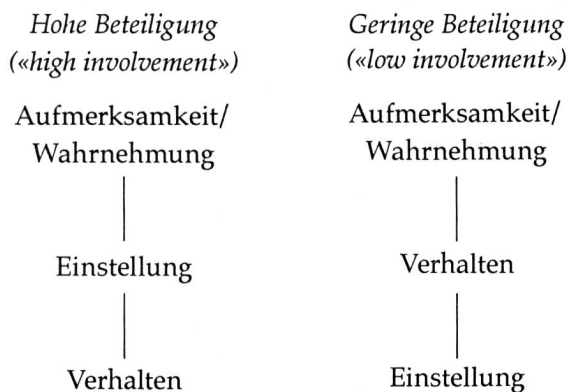 Hohe Beteiligung
(«high involvement»)
Aufmerksamkeit/
Wahrnehmung
Einstellung
Verhalten
Geringe Beteiligung
(«low involvement»)
Aufmerksamkeit/
Wahrnehmung
Verhalten
Einstellung